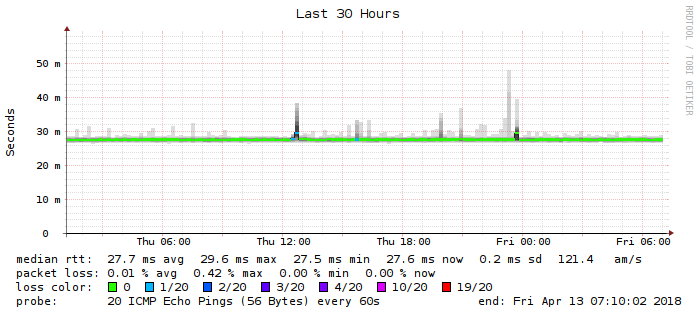 Last 30 Hours
RRDTOOL / TOBI OETIKER
Seconds
50 m
40 m
30 m
20 m
10 m
0
Thu 06:00 Thu 12:00 Thu 18:00 Fri 00:00 Fri 06:00
median rtt: 27.7 ms avg 29.6 ms max 27.5 ms min 27.6 ms now 0.2 ms sd 121.4 am/s
packet loss: 0.01 % avg 0.42 % max 0.00 % min 0.00 % now
loss color: 0 1/20 2/20 3/20 4/20 10/20 19/20
probe: 20 ICMP Echo Pings (56 Bytes) every 60s end: Fri Apr 13 07:10:02 2018